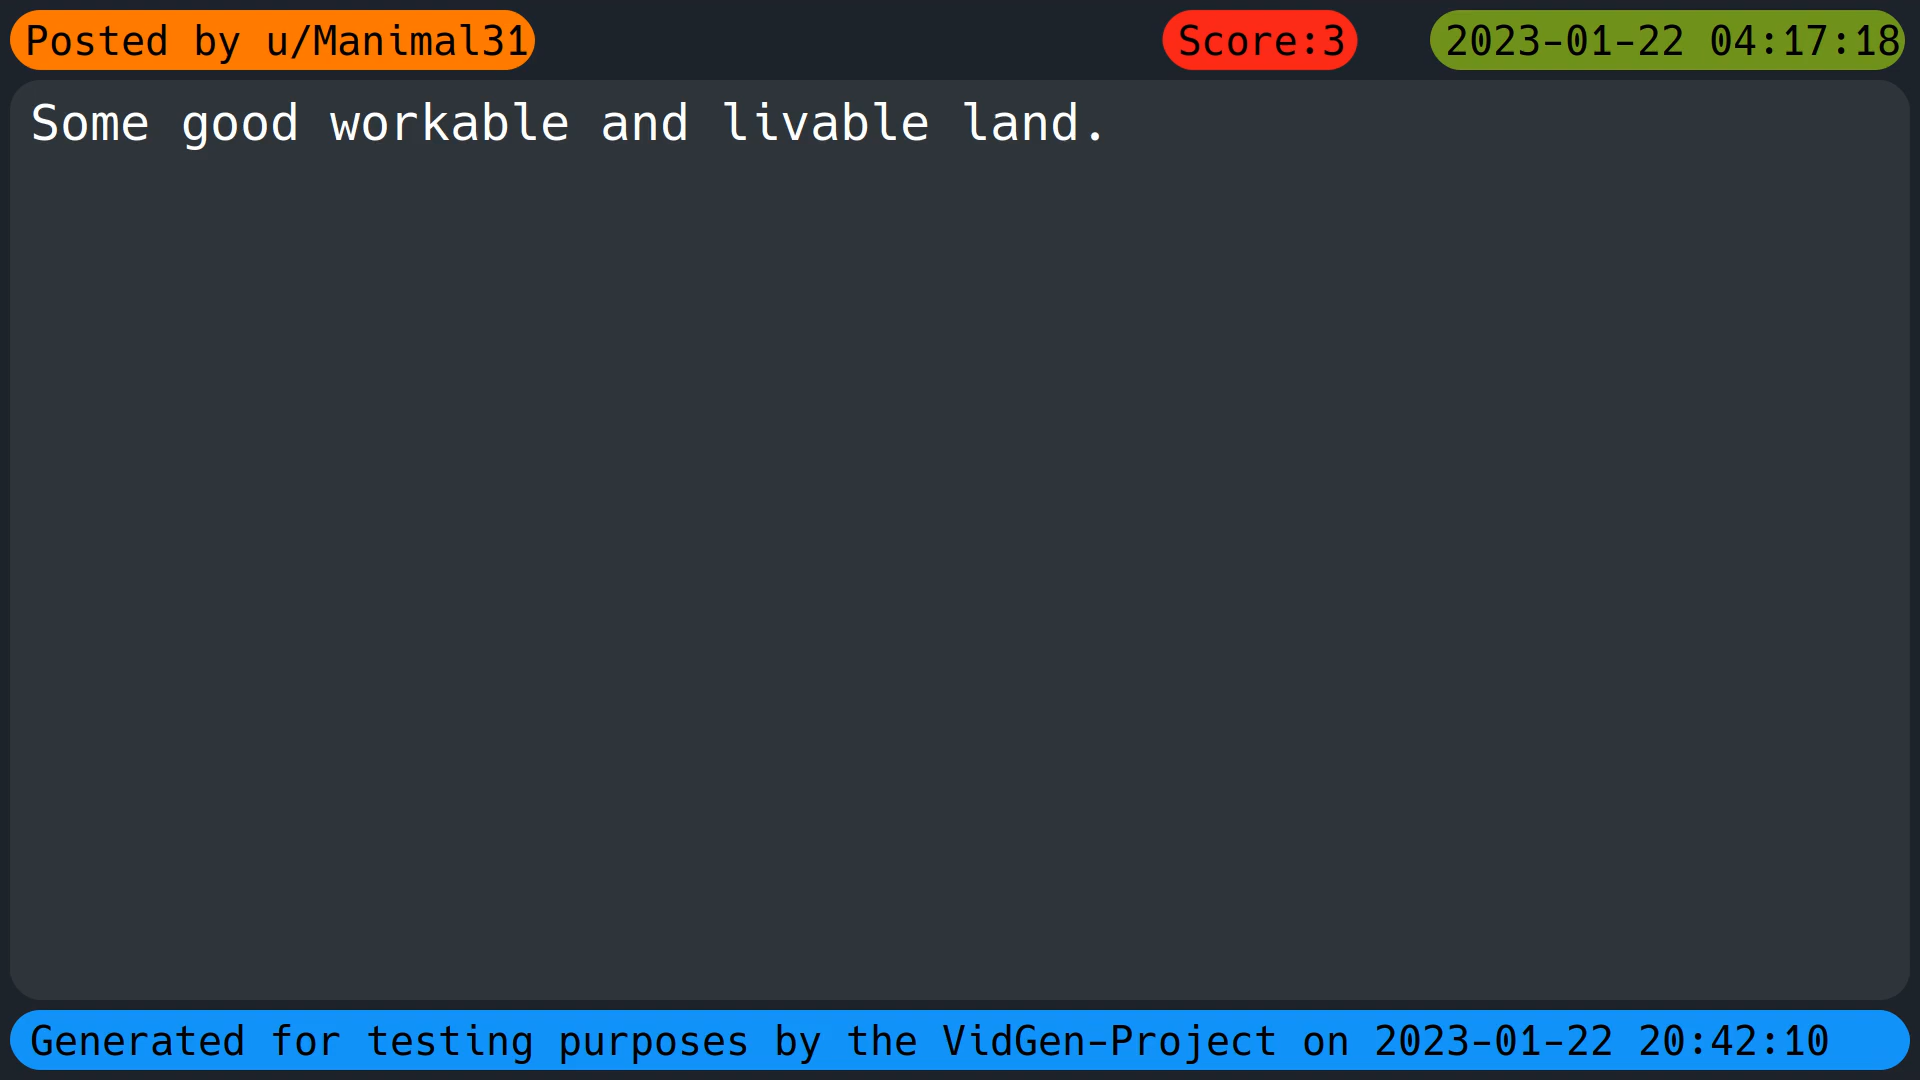 Posted by u/Manimal31 Score:3 2023-01-22 04:17:18
Some good workable and livable land.
Generated for testing purposes by the VidGen-Project on 2023-01-22 20:42:10